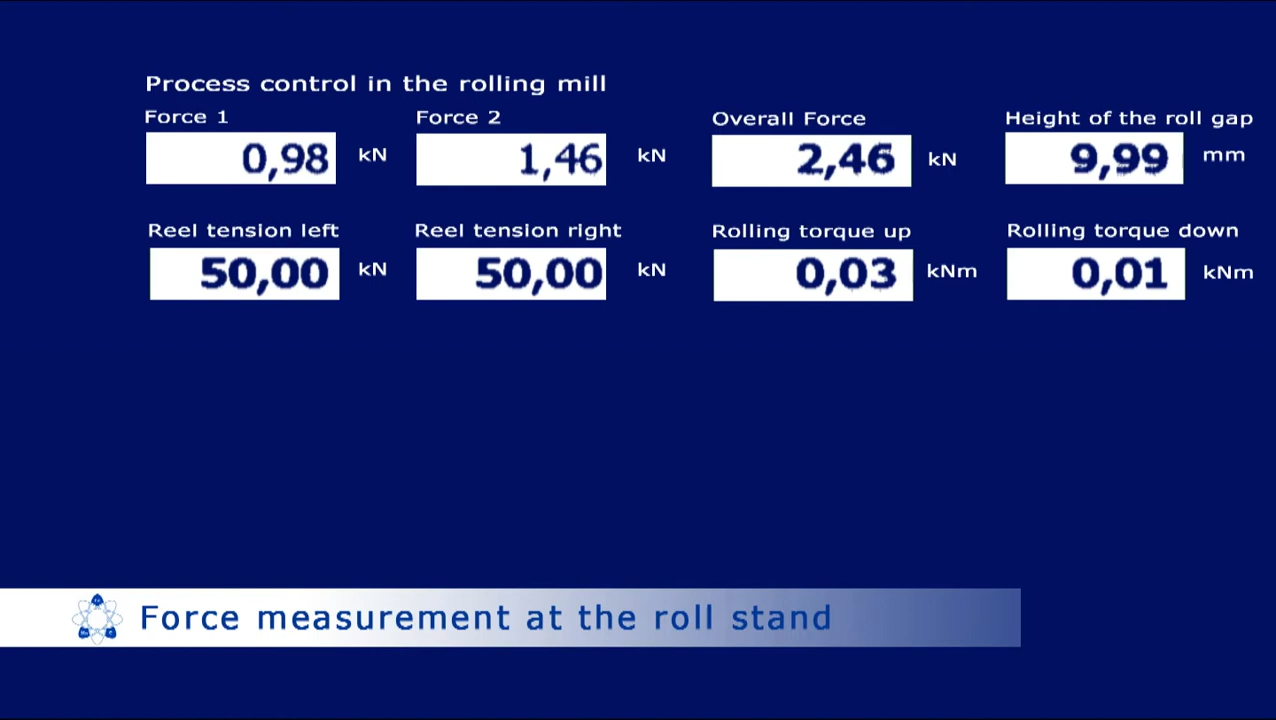 Process control in the rolling mill
Force 1 Force 2 Overall Force Height of the roll gap
0,98 kN 1,46 kN 2,46 kN 9,99 mm
Reel tension left Reel tension right Rolling torque up Rolling torque down
50,00 kN 50,00 kN 0,03 kNm 0,01 kNm
Force measurement at the roll stand